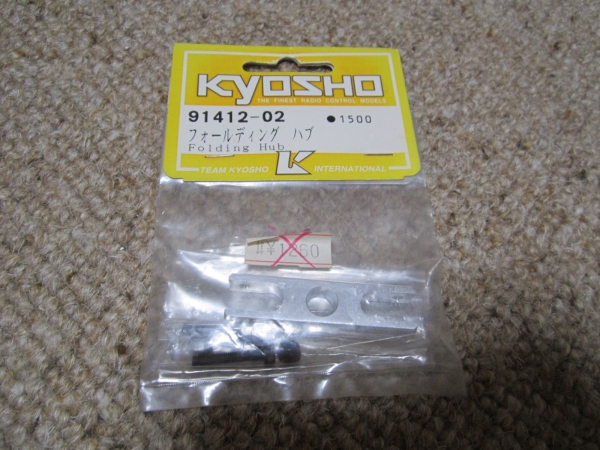 KYOSHO
THE FINEST RADIO CONTROL MODELS
91412-02 ●1500
フォールディング ハブ
Folding Hub
TEAM KYOSHO K INTERNATIONAL
¥1260